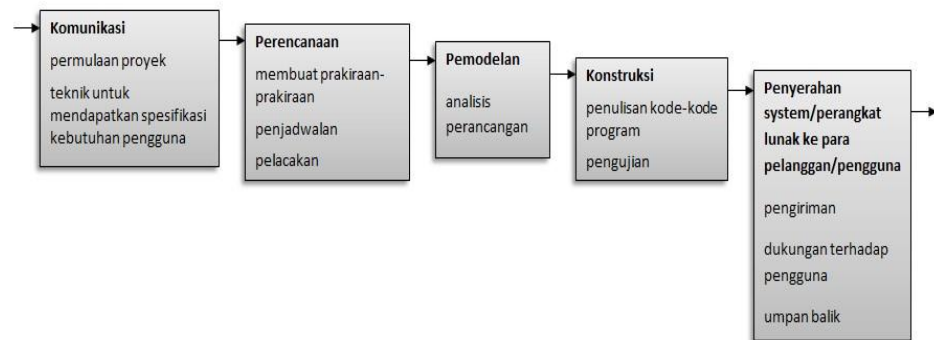 Komunikasi
permulaan proyek
teknik untuk
mendapatkan spesifikasi
kebutuhan pengguna
Perencanaan
membuat prakiraan-
prakiraan
penjadwalan
pelacakan
Pemodelan
analisis
perancangan
Konstruksi
penulisan kode-kode
program
pengujian
Penyerahan
system/perangkat
lunak ke para
pelanggan/pengguna
pengiriman
dukungan terhadap
pengguna
umpan balik